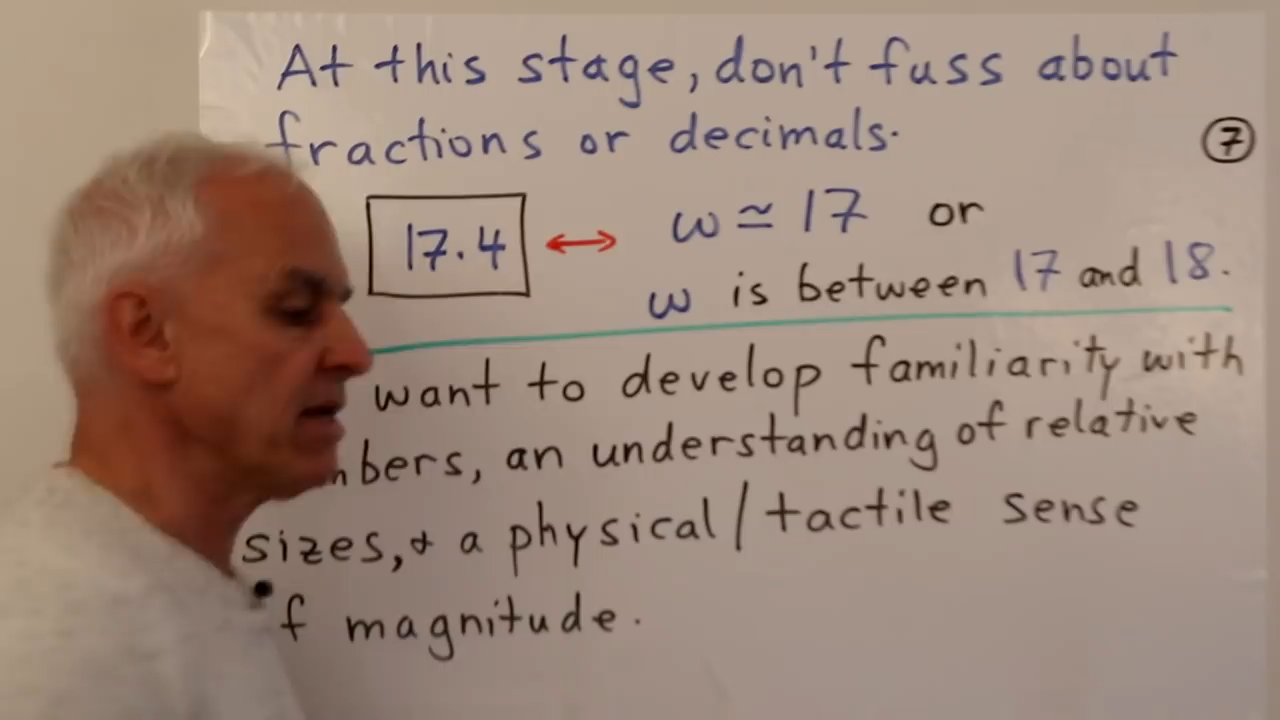 At this stage, don't fuss about
fractions or decimals.
7
17.4 ↔ w ≃ 17 or
w is between 17 and 18.
want to develop familiarity with
mbers, an understanding of relative
sizes, & a physical/tactile sense
f magnitude.